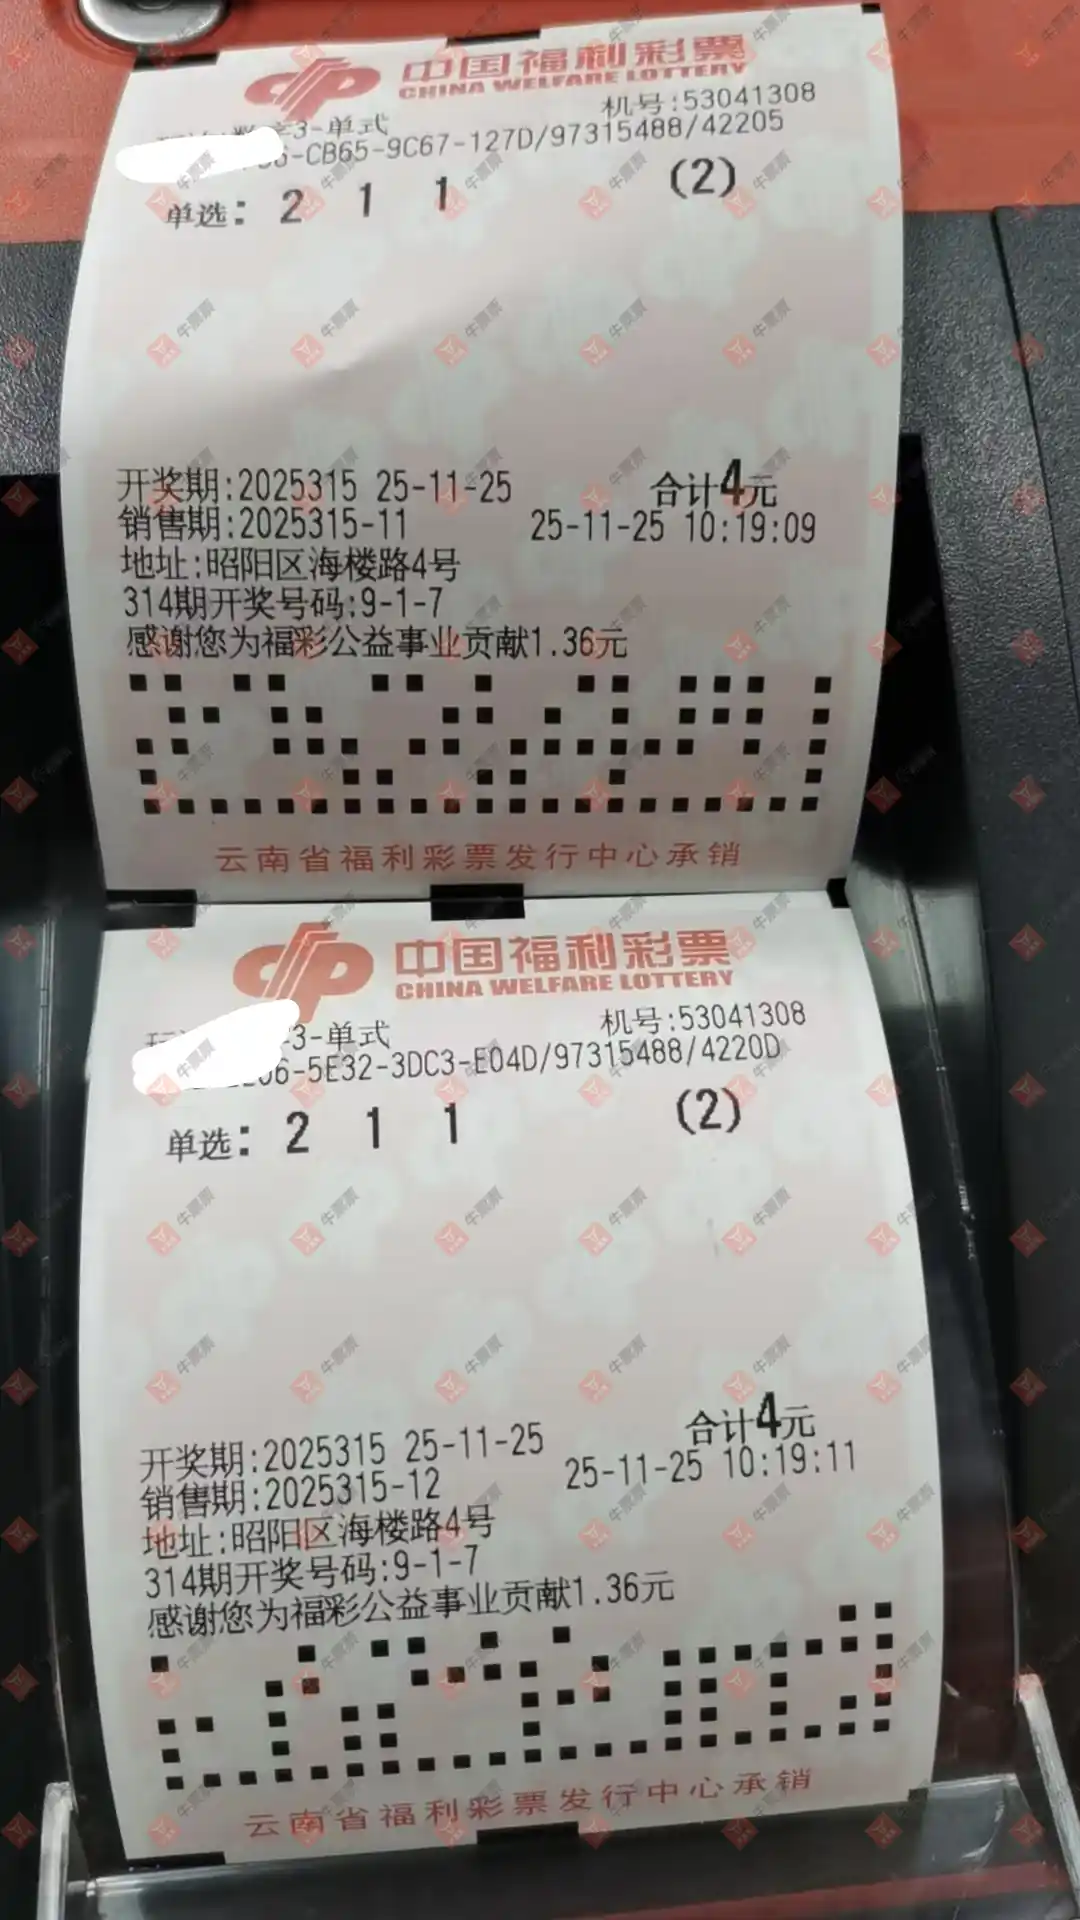 中国福利彩票
CHINA WELFARE LOTTERY
机号:53041308
3-单式
6-CB65-9C67-127D/97315488/42205
单选: 2 1 1 (2)
开奖期:2025315 25-11-25 合计4元
销售期:2025315-11 25-11-25 10:19:09
地址:昭阳区海楼路4号
314期开奖号码:9-1-7
感谢您为福彩公益事业贡献1.36元
云南省福利彩票发行中心承销
中国福利彩票
CHINA WELFARE LOTTERY
机号:53041308
3-单式
06-5E32-3DC3-E04D/97315488/4220D
单选: 2 1 1 (2)
合计4元
开奖期:2025315 25-11-25
销售期:2025315-12 25-11-25 10:19:11
地址:昭阳区海楼路4号
314期开奖号码:9-1-7
感谢您为福彩公益事业贡献1.36元
云南省福利彩票发行中心承销
牛票票